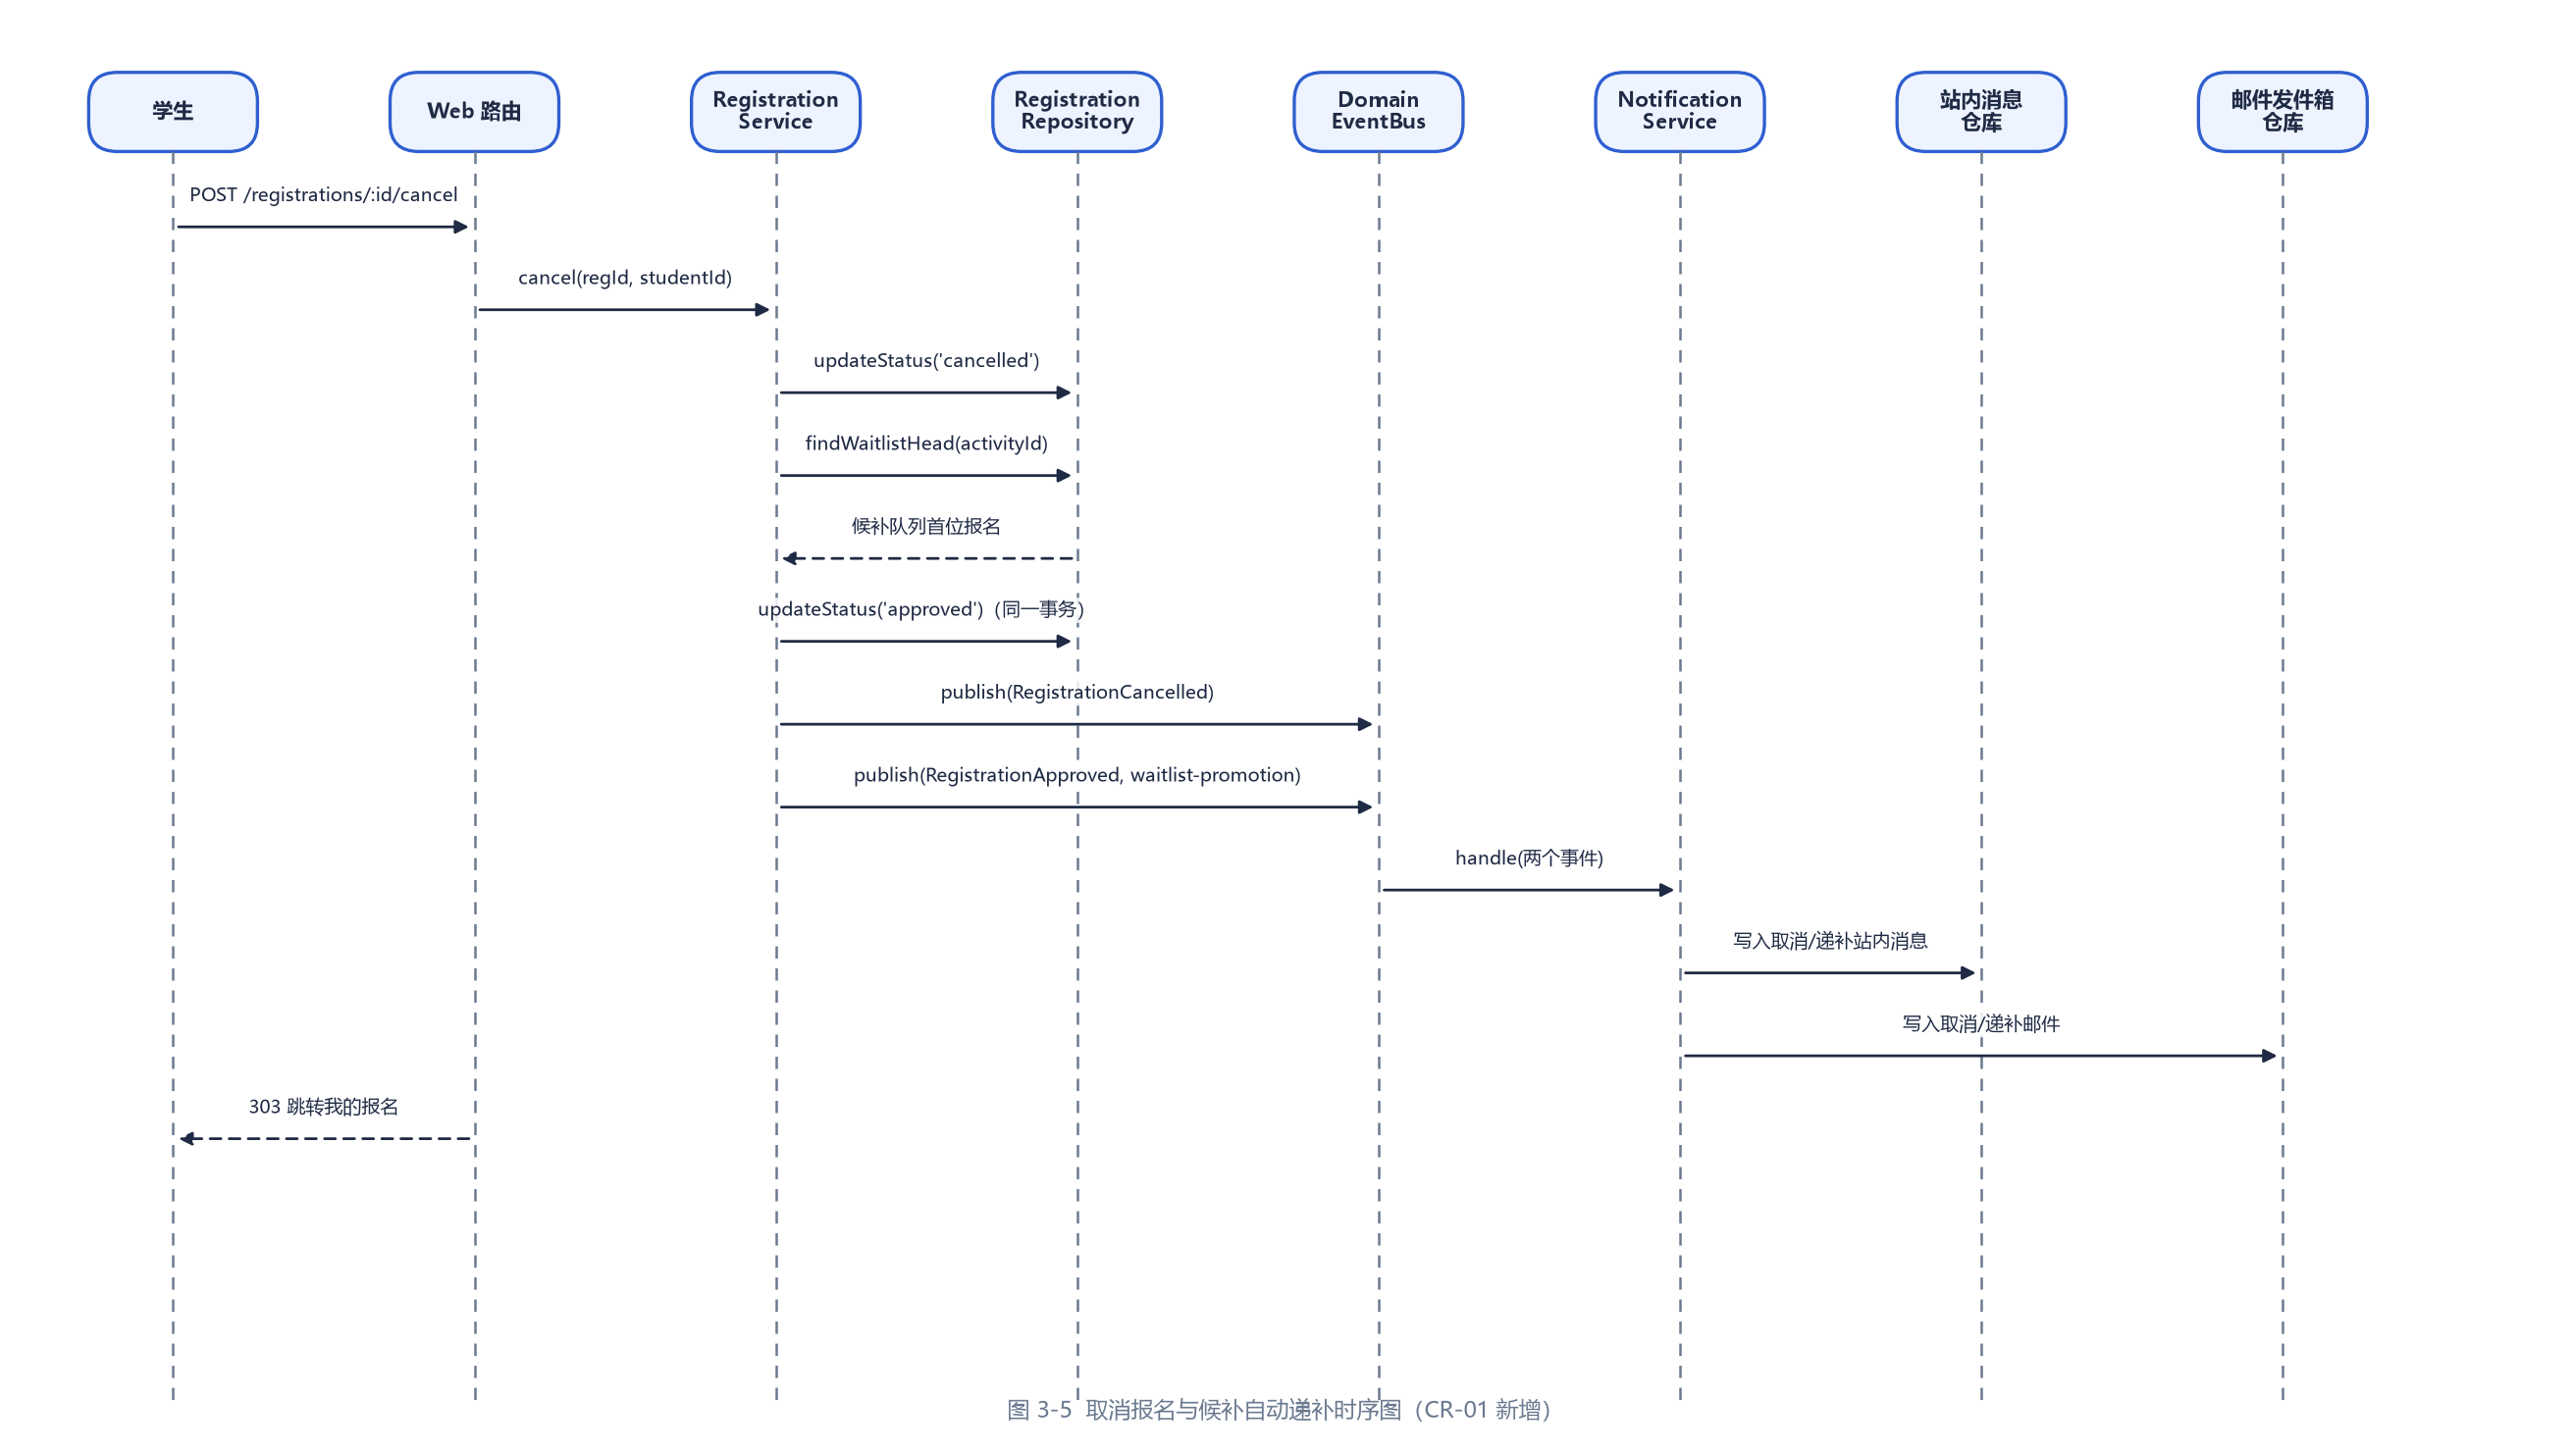 学生
Web 路由
Registration
Service
Registration
Repository
Domain
EventBus
Notification
Service
站内消息
仓库
邮件发件箱
仓库
POST /registrations/:id/cancel
cancel(regId, studentId)
updateStatus('cancelled')
findWaitlistHead(activityId)
候补队列首位报名
updateStatus('approved')（同一事务）
publish(RegistrationCancelled)
publish(RegistrationApproved, waitlist-promotion)
handle(两个事件)
写入取消/递补站内消息
写入取消/递补邮件
303 跳转我的报名
图 3-5  取消报名与候补自动递补时序图（CR-01 新增）